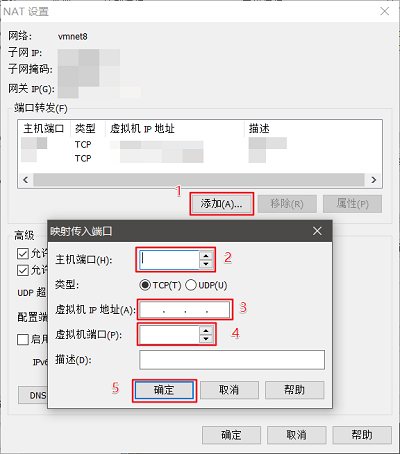 NAT 设置
网络: vmnet8
子网 IP:
子网掩码:
网关 IP(G):
端口转发(F)
主机端口 类型 虚拟机 IP 地址 描述
TCP
TCP
1
添加(A)... 移除(R) 属性(P)
高级
允许
允许
UDP 超
配置端
启用
IPv6
DNS
映射传入端口
主机端口(H): 2
类型: TCP(T) UDP(U)
虚拟机 IP 地址(A): . . . 3
虚拟机端口(P): 4
描述(D):
5 确定 取消 帮助
确定 取消 帮助